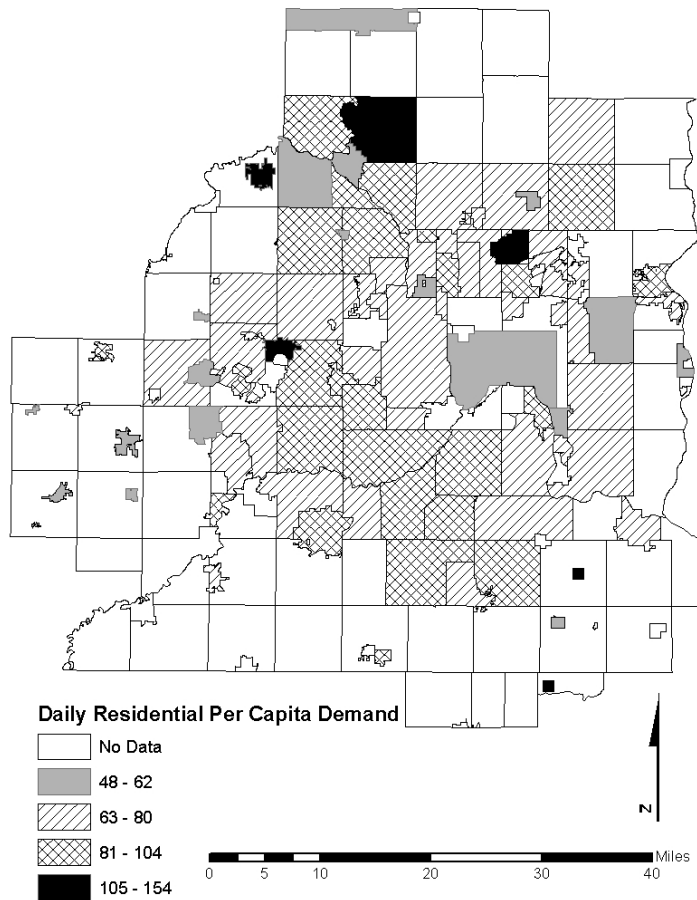 Daily Residential Per Capita Demand
No Data
48 - 62
63 - 80
81 - 104
105 - 154
N
Miles
0 5 10 20 30 40